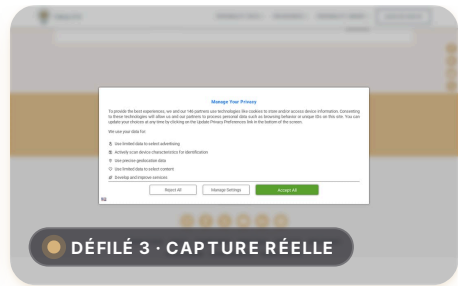 Manage Your Privacy
To provide the best experiences, we and our 146 partners use technologies like cookies to store and/or access device information. Consenting
to these technologies will allow us and our partners to process personal data such as browsing behavior or unique IDs on this site. You can
update your choices at any time by clicking on the Update Privacy Preferences link in the bottom of the screen.
We use your data for:
Use limited data to select advertising
Actively scan device characteristics for identification
Use precise geolocation data
Use limited data to select content
Develop and improve services
Reject All Manage Settings Accept All
DÉFILÉ 3 · CAPTURE RÉELLE